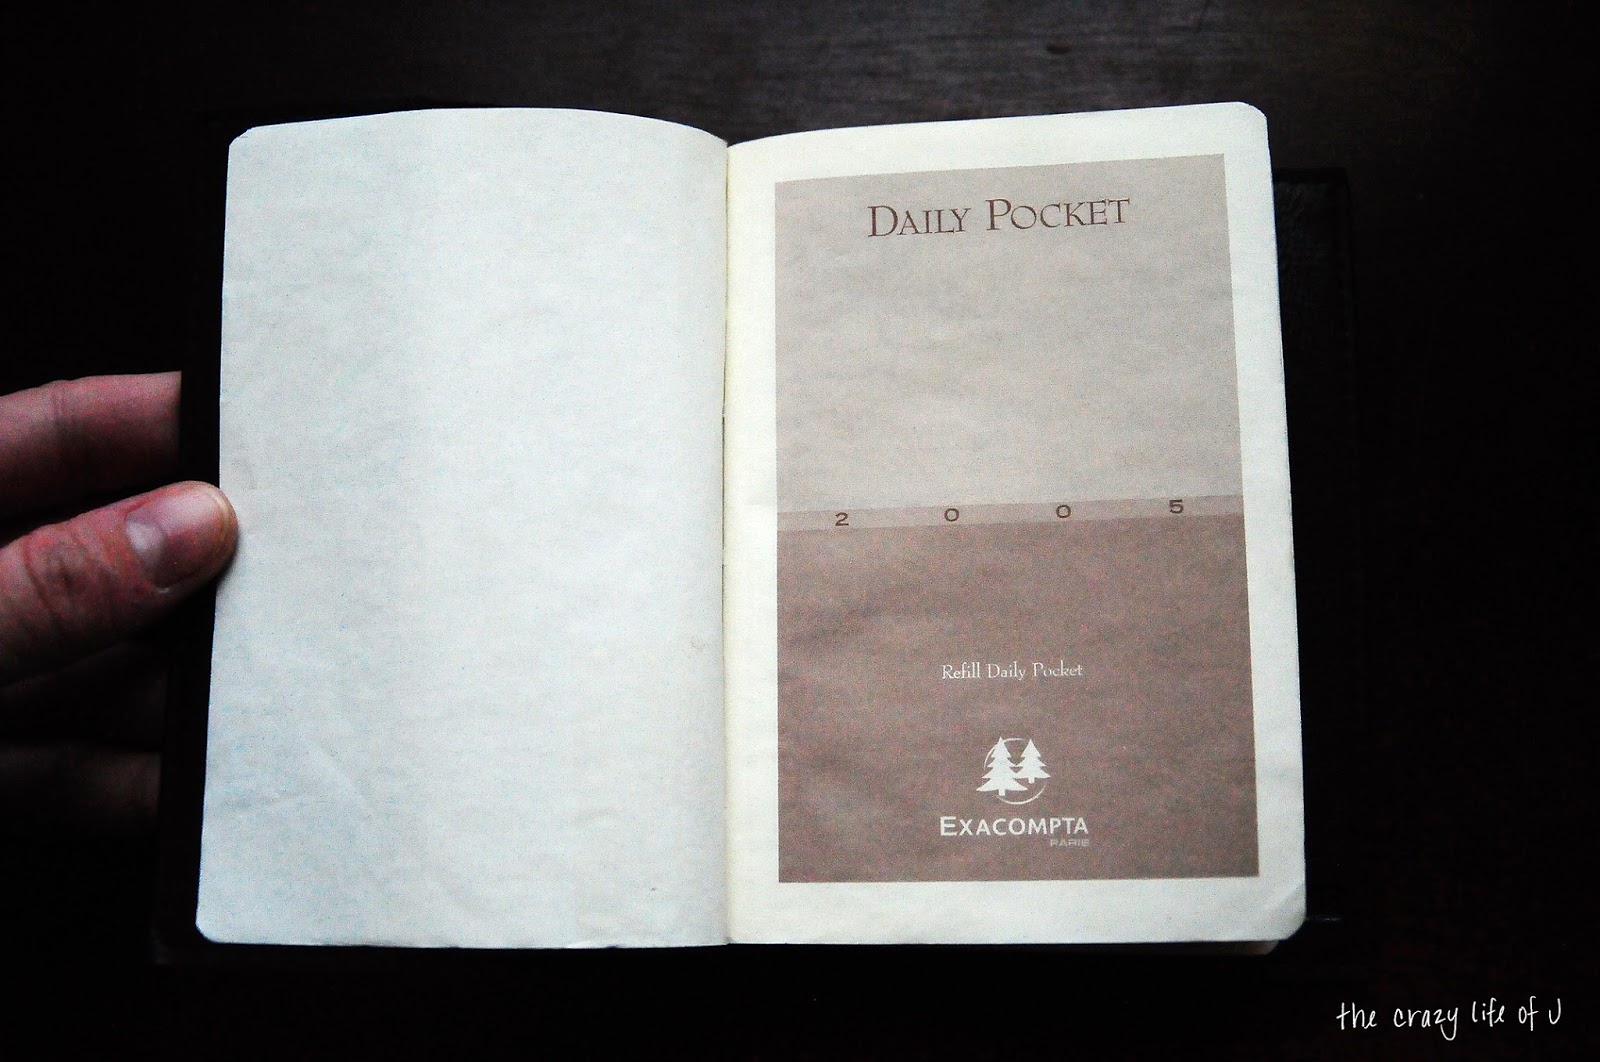 DAILY POCKET
2 0 0 5
Refill Daily Pocket
EXACOMPTA
PARIS
the crazy life of J